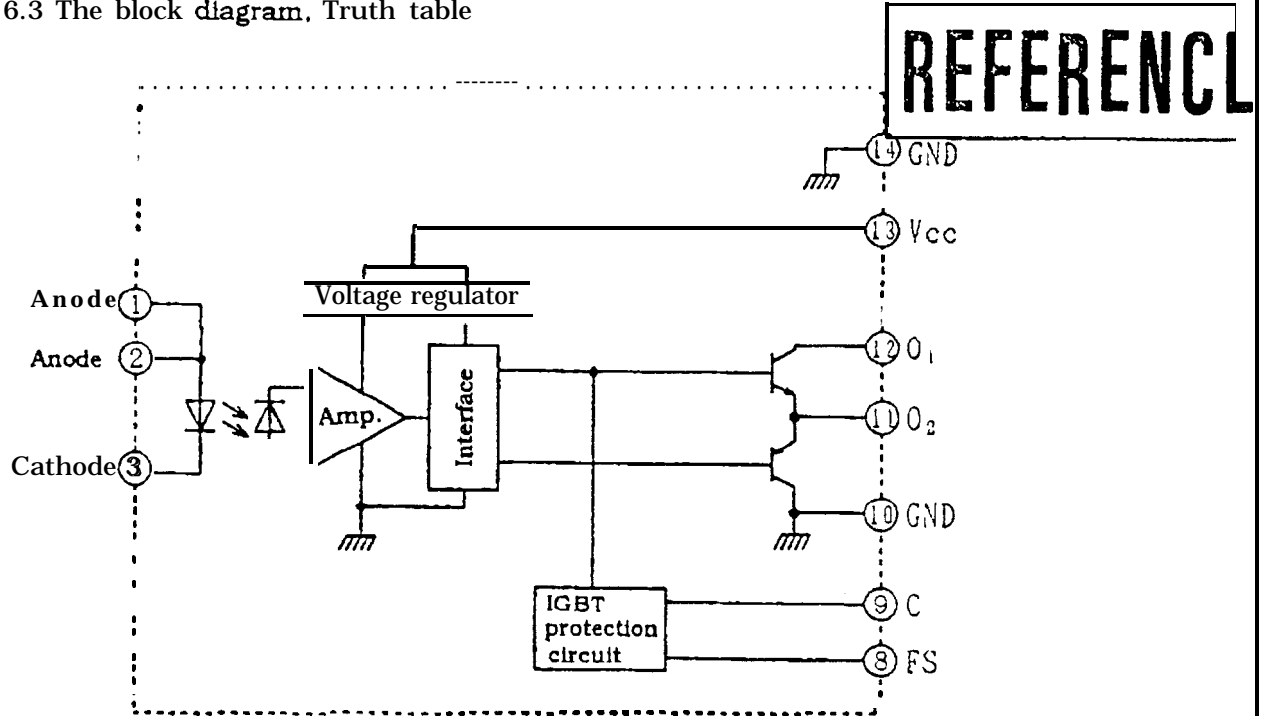 6.3 The block diagram, Truth table
REFERENC
14 GND
13 Vcc
Voltage regulator
Anode 1
Anode 2
Cathode 3
Amp.
Interface
12 O₁
11 O₂
10 GND
IGBT
protection
circuit
9 C
8 FS